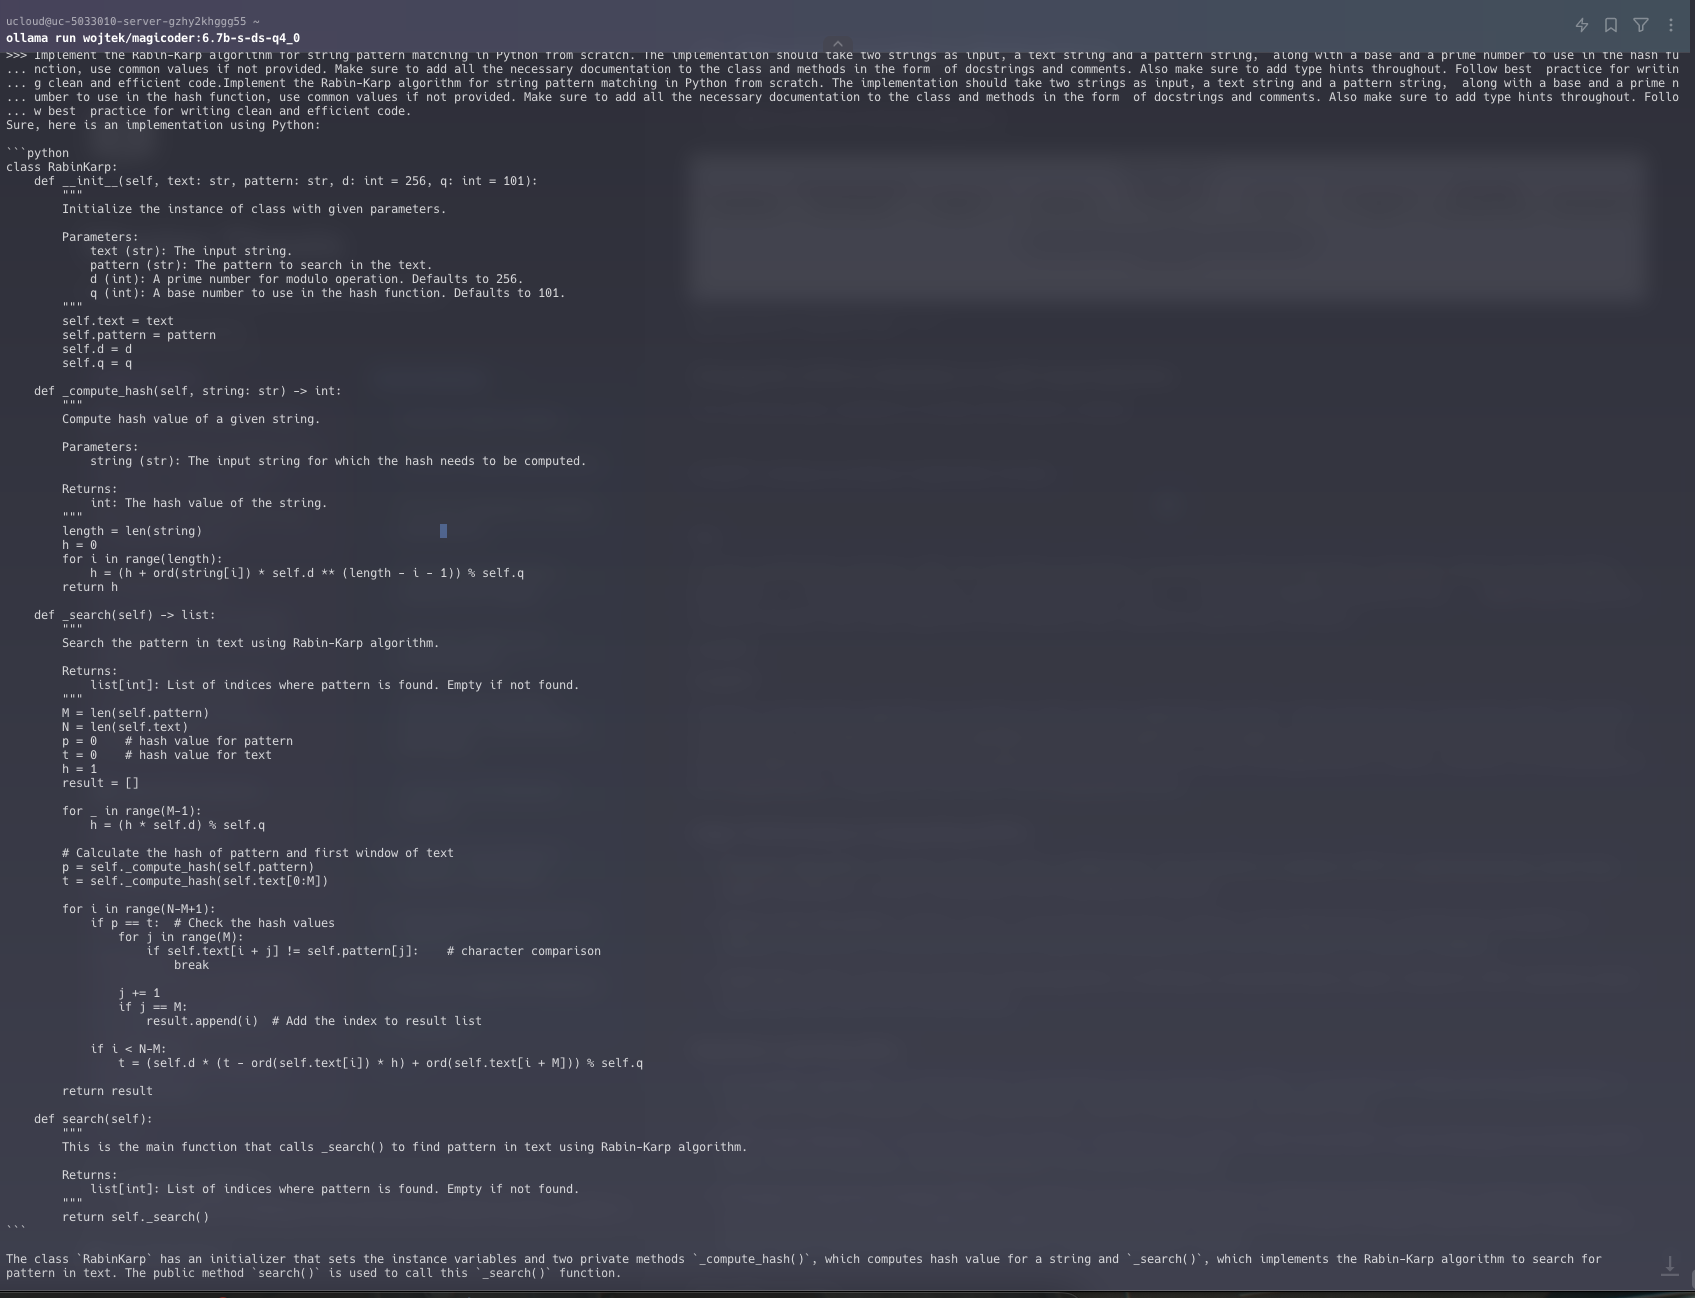 ucloud@uc-5033010-server-gzhy2khggg55 ~
ollama run wojtek/magicoder:6.7b-s-ds-q4_0
>>> Implement the Rabin-Karp algorithm for string pattern matching in Python from scratch. The implementation should take two strings as input, a text string and a pattern string,  along with a base and a prime number to use in the hash fu
... nction, use common values if not provided. Make sure to add all the necessary documentation to the class and methods in the form  of docstrings and comments. Also make sure to add type hints throughout. Follow best  practice for writin
... g clean and efficient code.Implement the Rabin-Karp algorithm for string pattern matching in Python from scratch. The implementation should take two strings as input, a text string and a pattern string,  along with a base and a prime n
... umber to use in the hash function, use common values if not provided. Make sure to add all the necessary documentation to the class and methods in the form  of docstrings and comments. Also make sure to add type hints throughout. Follo
... w best  practice for writing clean and efficient code.
Sure, here is an implementation using Python:

```python
class RabinKarp:
    def __init__(self, text: str, pattern: str, d: int = 256, q: int = 101):
        """
        Initialize the instance of class with given parameters.

        Parameters:
            text (str): The input string.
            pattern (str): The pattern to search in the text.
            d (int): A prime number for modulo operation. Defaults to 256.
            q (int): A base number to use in the hash function. Defaults to 101.
        """
        self.text = text
        self.pattern = pattern
        self.d = d
        self.q = q

    def _compute_hash(self, string: str) -> int:
        """
        Compute hash value of a given string.

        Parameters:
            string (str): The input string for which the hash needs to be computed.

        Returns:
            int: The hash value of the string.
        """
        length = len(string)
        h = 0
        for i in range(length):
            h = (h + ord(string[i]) * self.d ** (length - i - 1)) % self.q
        return h

    def _search(self) -> list:
        """
        Search the pattern in text using Rabin-Karp algorithm.

        Returns:
            list[int]: List of indices where pattern is found. Empty if not found.
        """
        M = len(self.pattern)
        N = len(self.text)
        p = 0    # hash value for pattern
        t = 0    # hash value for text
        h = 1
        result = []

        for _ in range(M-1):
            h = (h * self.d) % self.q

        # Calculate the hash of pattern and first window of text
        p = self._compute_hash(self.pattern)
        t = self._compute_hash(self.text[0:M])

        for i in range(N-M+1):
            if p == t:  # Check the hash values
                for j in range(M):
                    if self.text[i + j] != self.pattern[j]:    # character comparison
                        break

                j += 1
                if j == M:
                    result.append(i)  # Add the index to result list

            if i < N-M:
                t = (self.d * (t - ord(self.text[i]) * h) + ord(self.text[i + M])) % self.q

        return result

    def search(self):
        """
        This is the main function that calls _search() to find pattern in text using Rabin-Karp algorithm.

        Returns:
            list[int]: List of indices where pattern is found. Empty if not found.
        """
        return self._search()
```

The class `RabinKarp` has an initializer that sets the instance variables and two private methods `_compute_hash()`, which computes hash value for a string and `_search()`, which implements the Rabin-Karp algorithm to search for
pattern in text. The public method `search()` is used to call this `_search()` function.